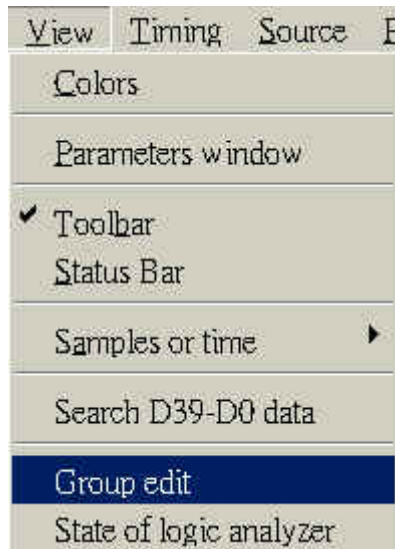 View Timing Source
Colors
Parameters window
Toolbar
Status Bar
Samples or time
Search D39-D0 data
Group edit
State of logic analyzer